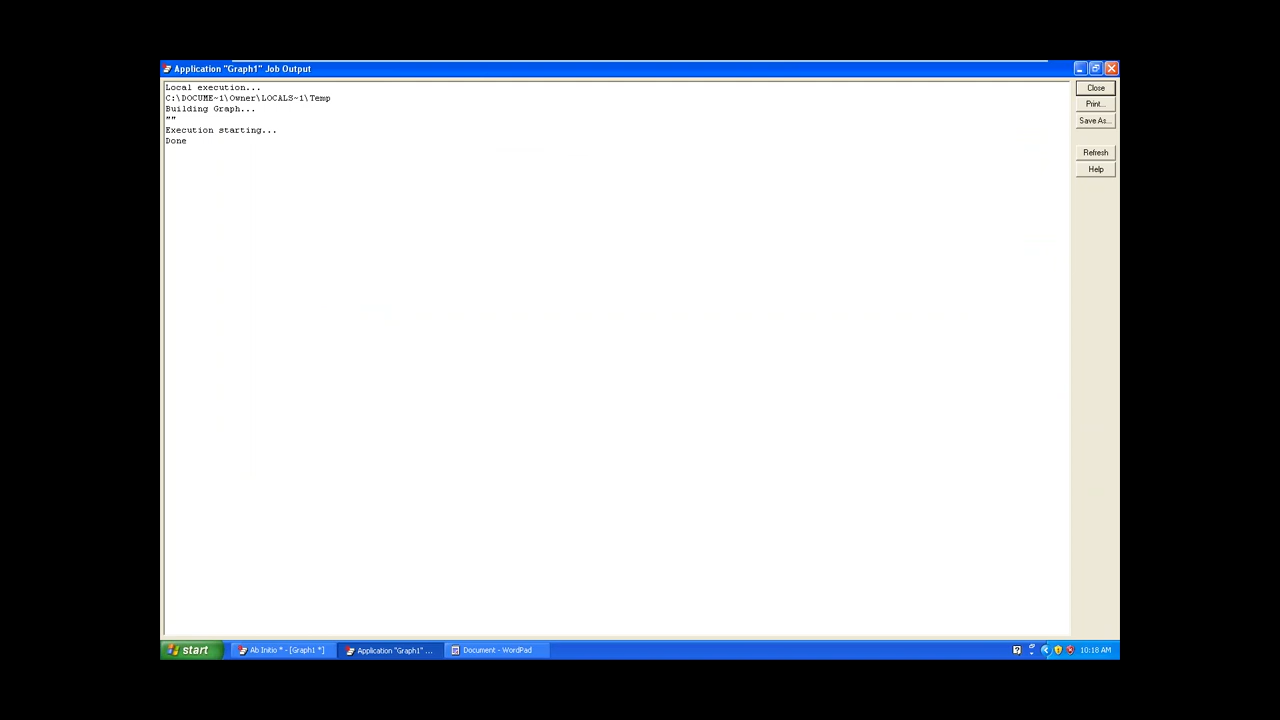 Application "Graph1" Job Output
Local execution...
C:\DOCUME~1\Owner\LOCALS~1\Temp
Building Graph...
""
Execution starting...
Done
Close
Print...
Save As...
Refresh
Help
start
Ab Initio * - [Graph1 *]
Application "Graph1" ...
Document - WordPad
10:18 AM